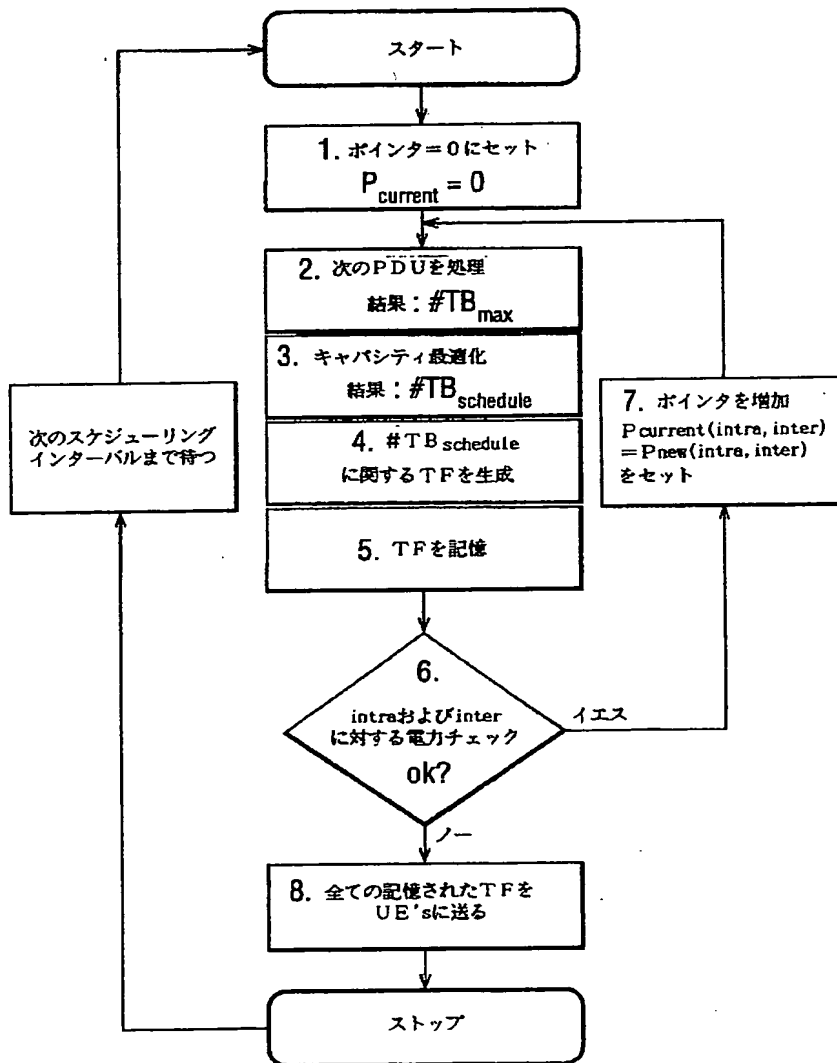 スタート
1. ポインタ=0にセット
Pcurrent = 0
2. 次のPDUを処理
結果:#TBmax
3. キャパシティ最適化
結果:#TBschedule
4. #TBschedule
に関するTFを生成
5. TFを記憶
6.
intraおよびinter
に対する電力チェック
ok?
イエス
7. ポインタを増加
Pcurrent(intra, inter)
=Pnew(intra, inter)
をセット
ノー
8. 全ての記憶されたTFを
UE'sに送る
ストップ
次のスケジューリング
インターバルまで待つ